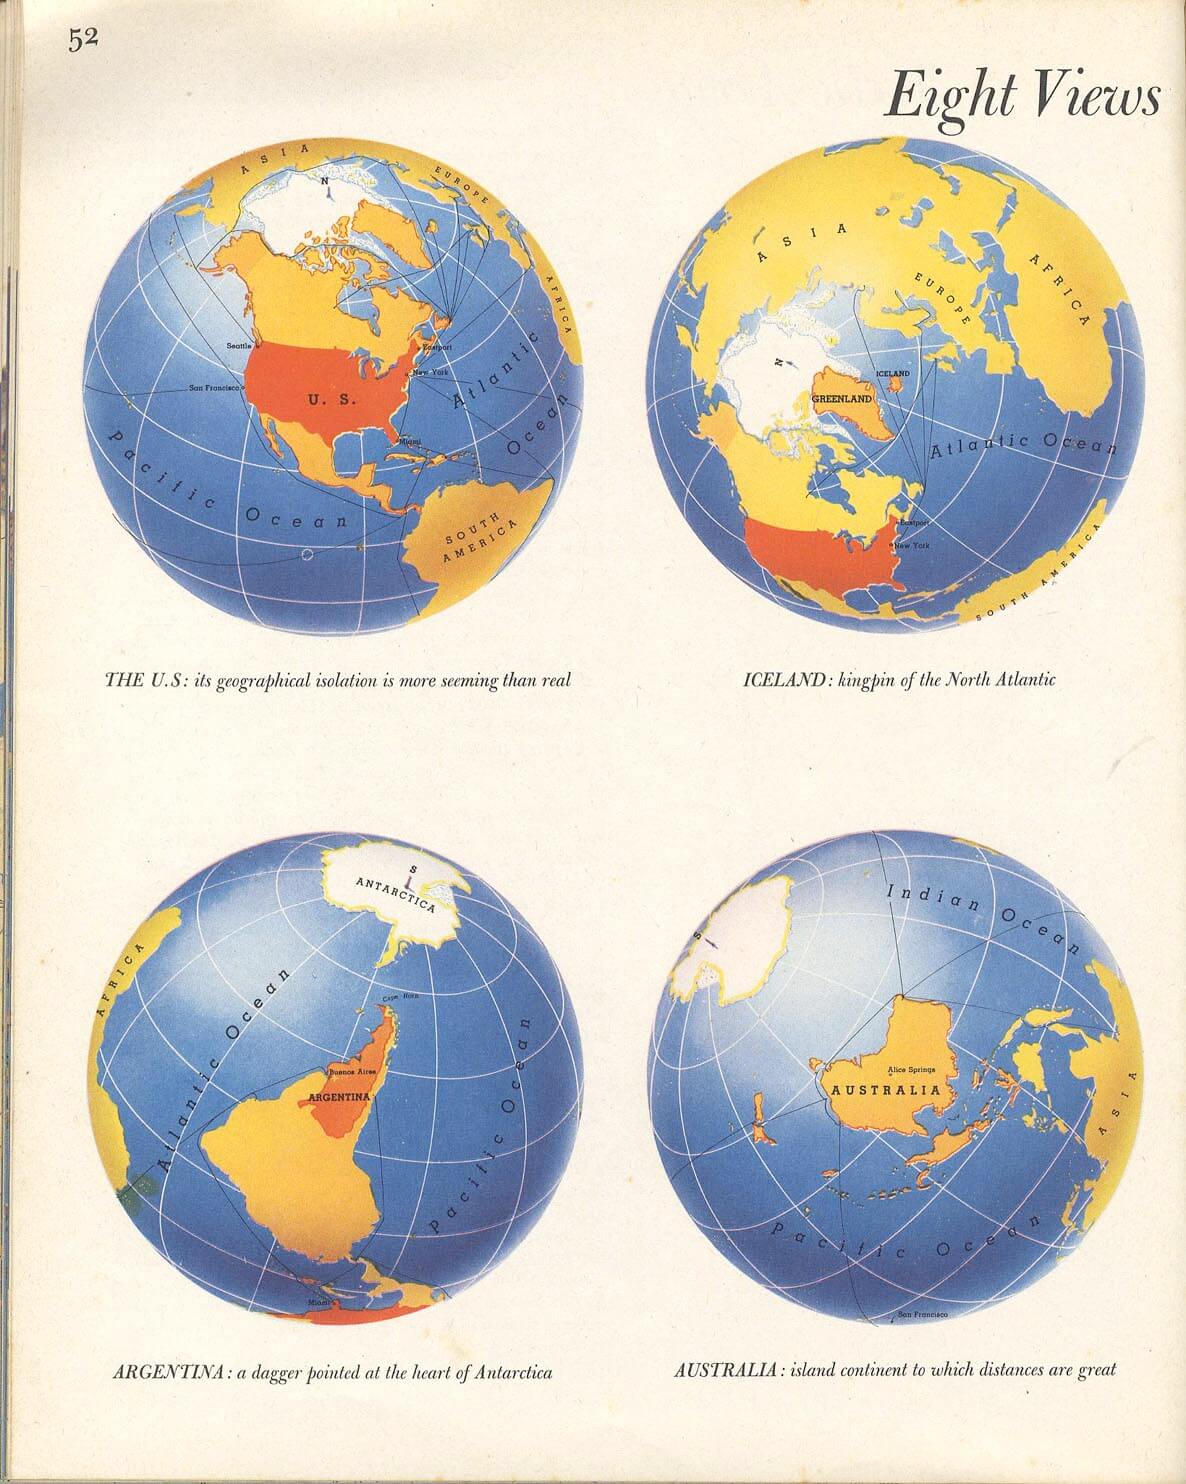 52
Eight Views
ASIA
N
EUROPE
AFRICA
Seattle
Eastport
San Francisco
New York
U. S.
Miami
Atlantic
Ocean
Pacific Ocean
SOUTH
AMERICA
THE U.S: its geographical isolation is more seeming than real
ASIA
EUROPE
AFRICA
N
ICELAND
GREENLAND
Atlantic Ocean
Eastport
New York
SOUTH AMERICA
ICELAND: kingpin of the North Atlantic
S
ANTARCTICA
AFRICA
Atlantic Ocean
Cape Horn
Pacific Ocean
Buenos Aires
ARGENTINA
Miami
ARGENTINA: a dagger pointed at the heart of Antarctica
Indian Ocean
S
Alice Springs
AUSTRALIA
ASIA
Pacific Ocean
San Francisco
AUSTRALIA: island continent to which distances are great